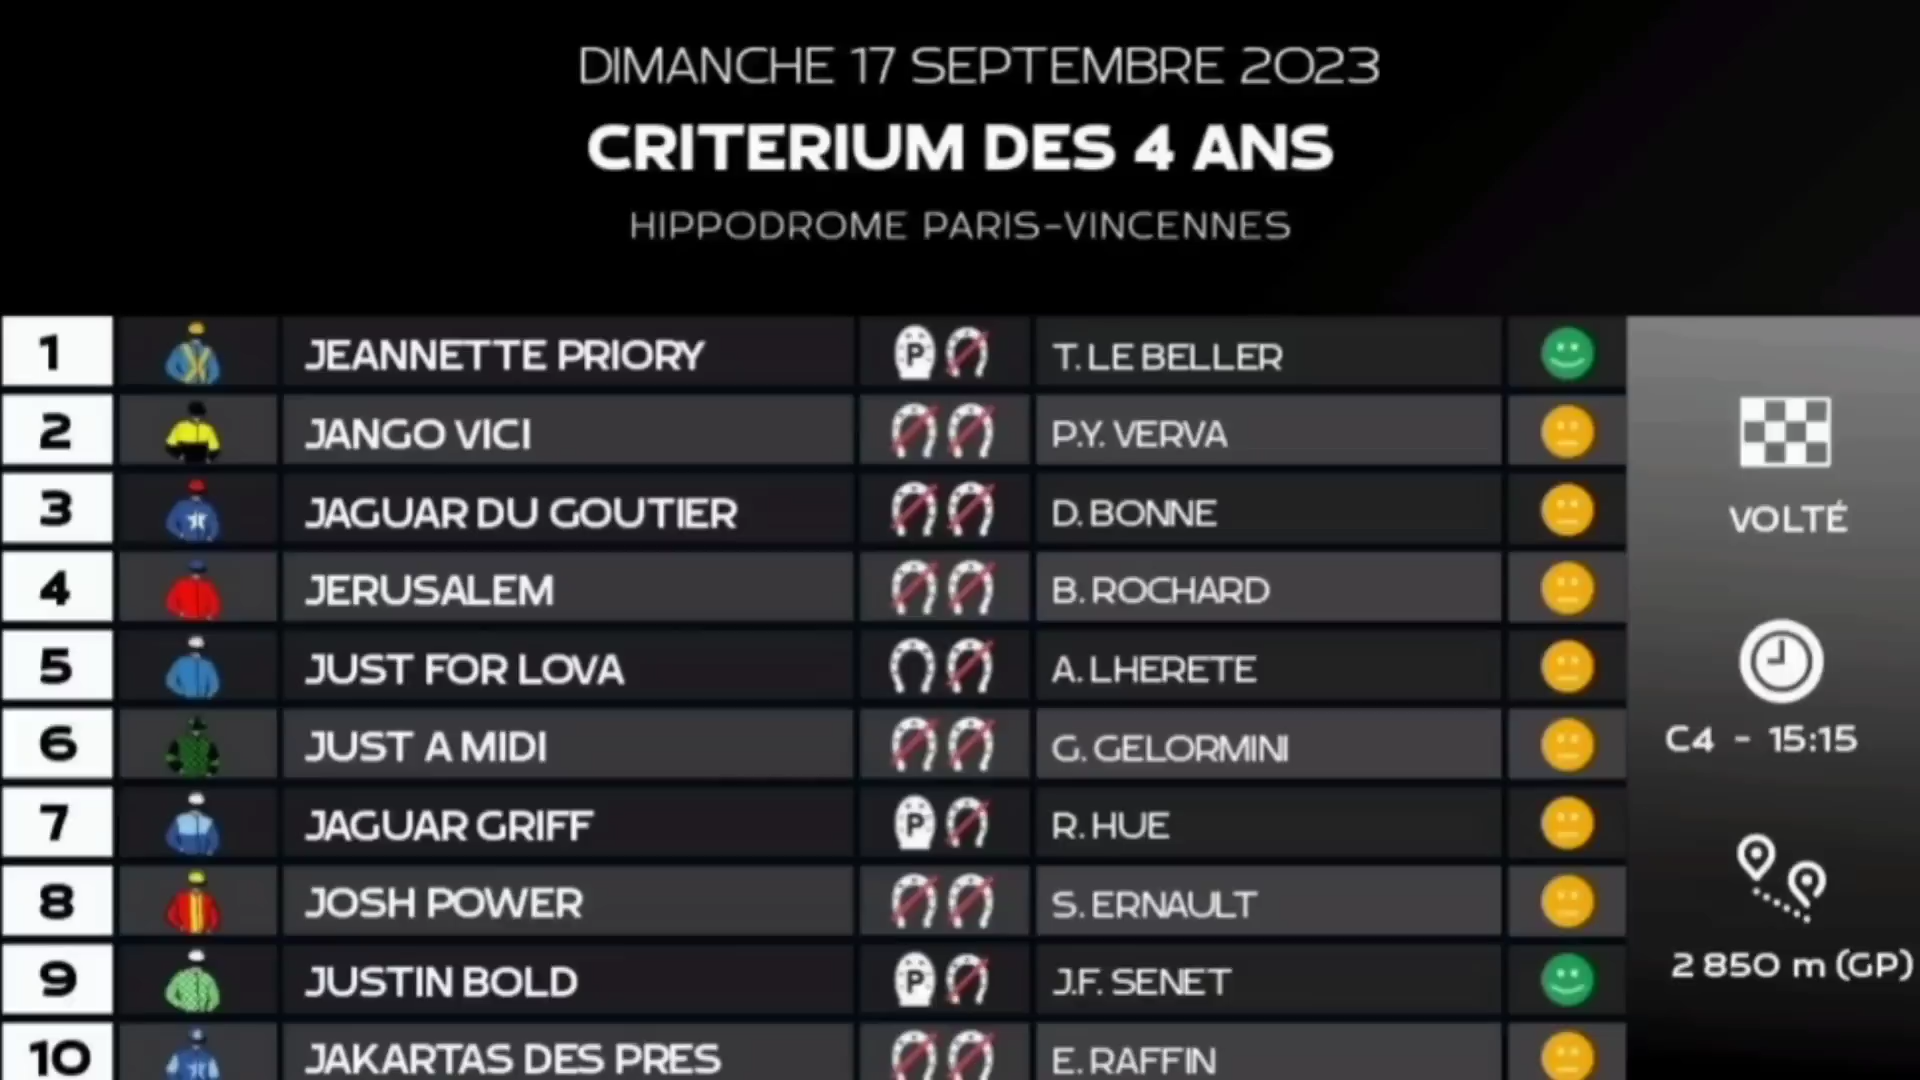 DIMANCHE 17 SEPTEMBRE 2023
CRITERIUM DES 4 ANS
HIPPODROME PARIS-VINCENNES
1 JEANNETTE PRIORY P T. LE BELLER
2 JANGO VICI P.Y. VERVA
3 JAGUAR DU GOUTIER D. BONNE
4 JERUSALEM B. ROCHARD
5 JUST FOR LOVA A. LHERETE
6 JUST A MIDI G. GELORMINI
7 JAGUAR GRIFF P R. HUE
8 JOSH POWER S. ERNAULT
9 JUSTIN BOLD P J.F. SENET
10 JAKARTAS DES PRES E. RAFFIN
VOLTÉ
C4 - 15:15
2 850 m (GP)